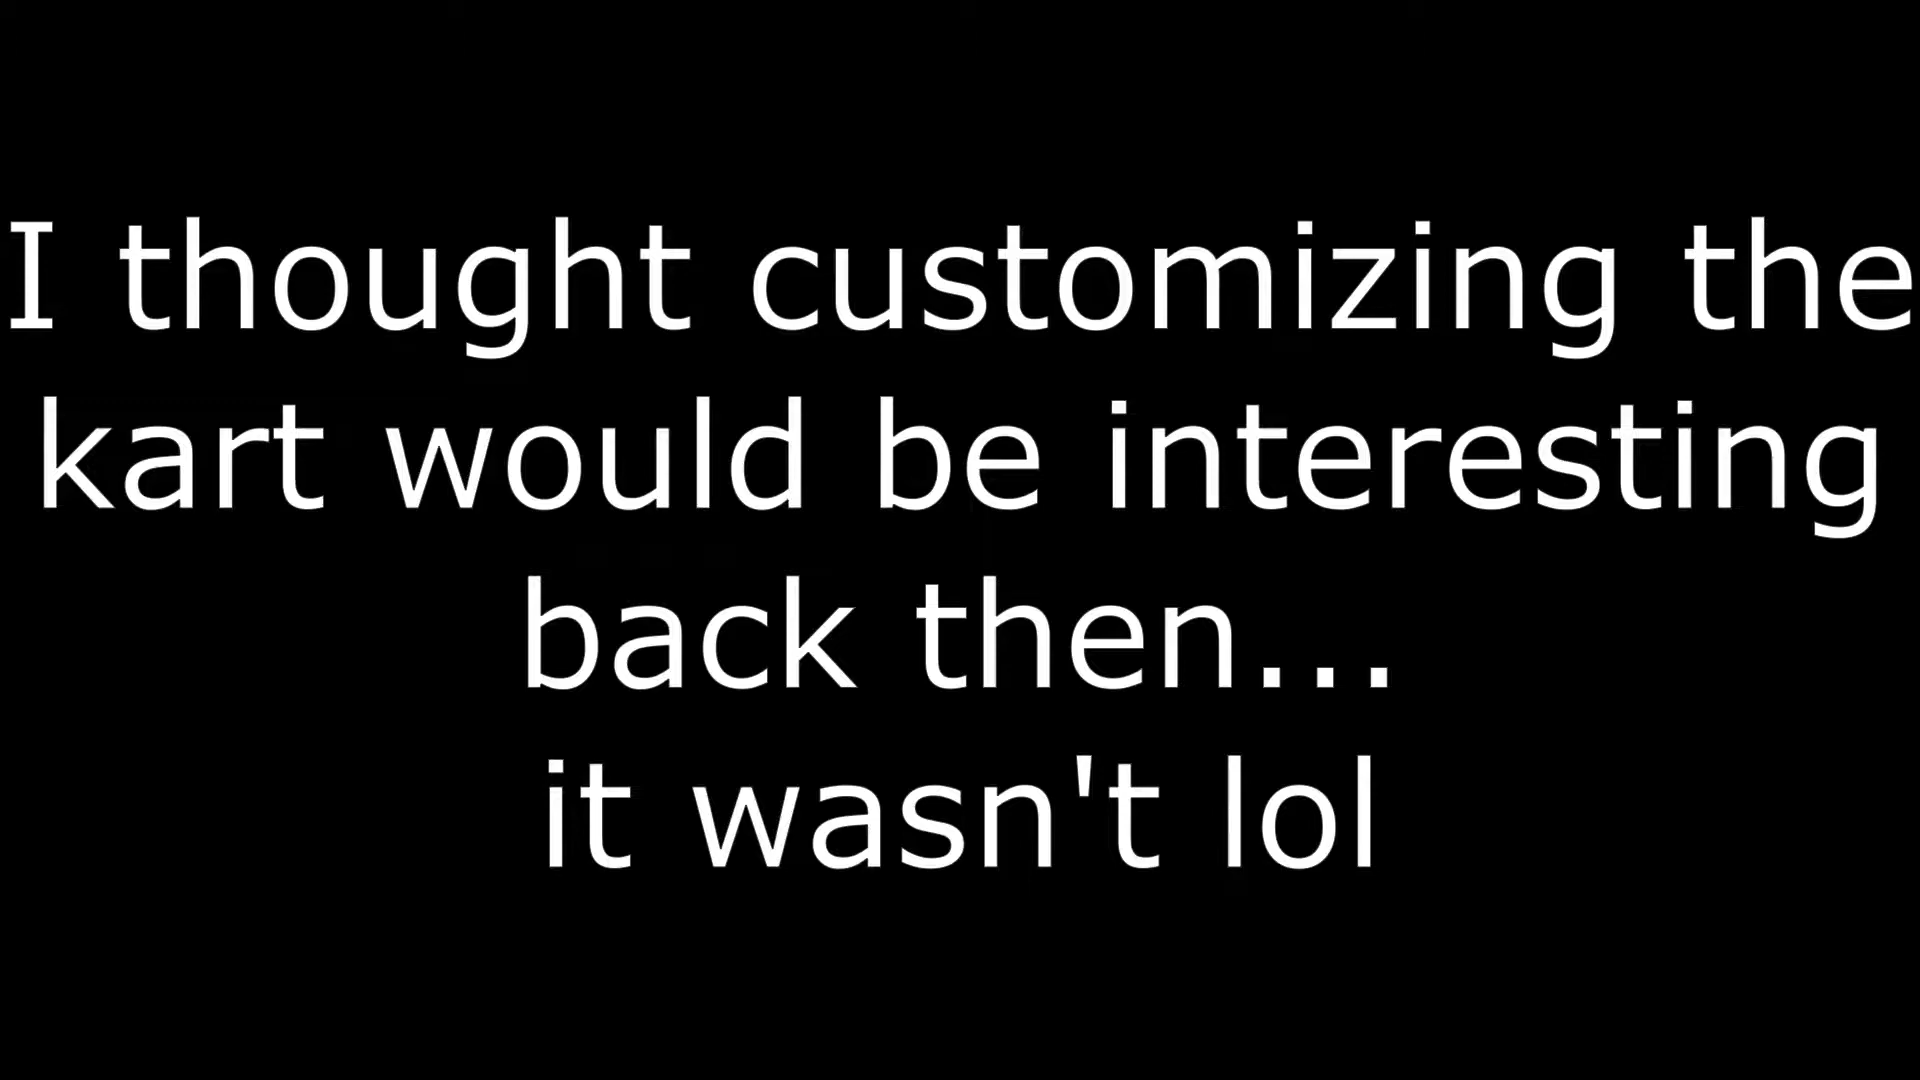 I thought customizing the
kart would be interesting
back then...
it wasn't lol